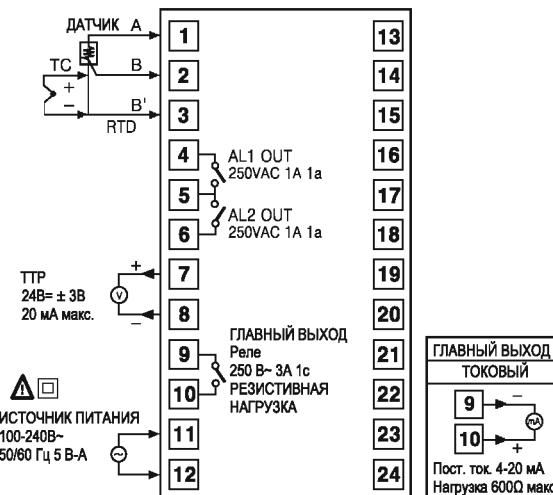 ДАТЧИК A
B
TC
+
–
B'
RTD
1
2
3
4
5
6
7
8
9
10
11
12
AL1 OUT
250VAC 1A 1a
AL2 OUT
250VAC 1A 1a
+
ТТР
24В= ± 3В
20 мА макс.
V
–
ГЛАВНЫЙ ВЫХОД
Реле
250 В~ 3А 1с
РЕЗИСТИВНАЯ
НАГРУЗКА
ИСТОЧНИК ПИТАНИЯ
100-240В~
50/60 Гц 5 В-А
13
14
15
16
17
18
19
20
21
22
23
24
ГЛАВНЫЙ ВЫХОД
ТОКОВЫЙ
9 –
mA
10 +
Пост. ток. 4-20 мА
Нагрузка 600Ω макс